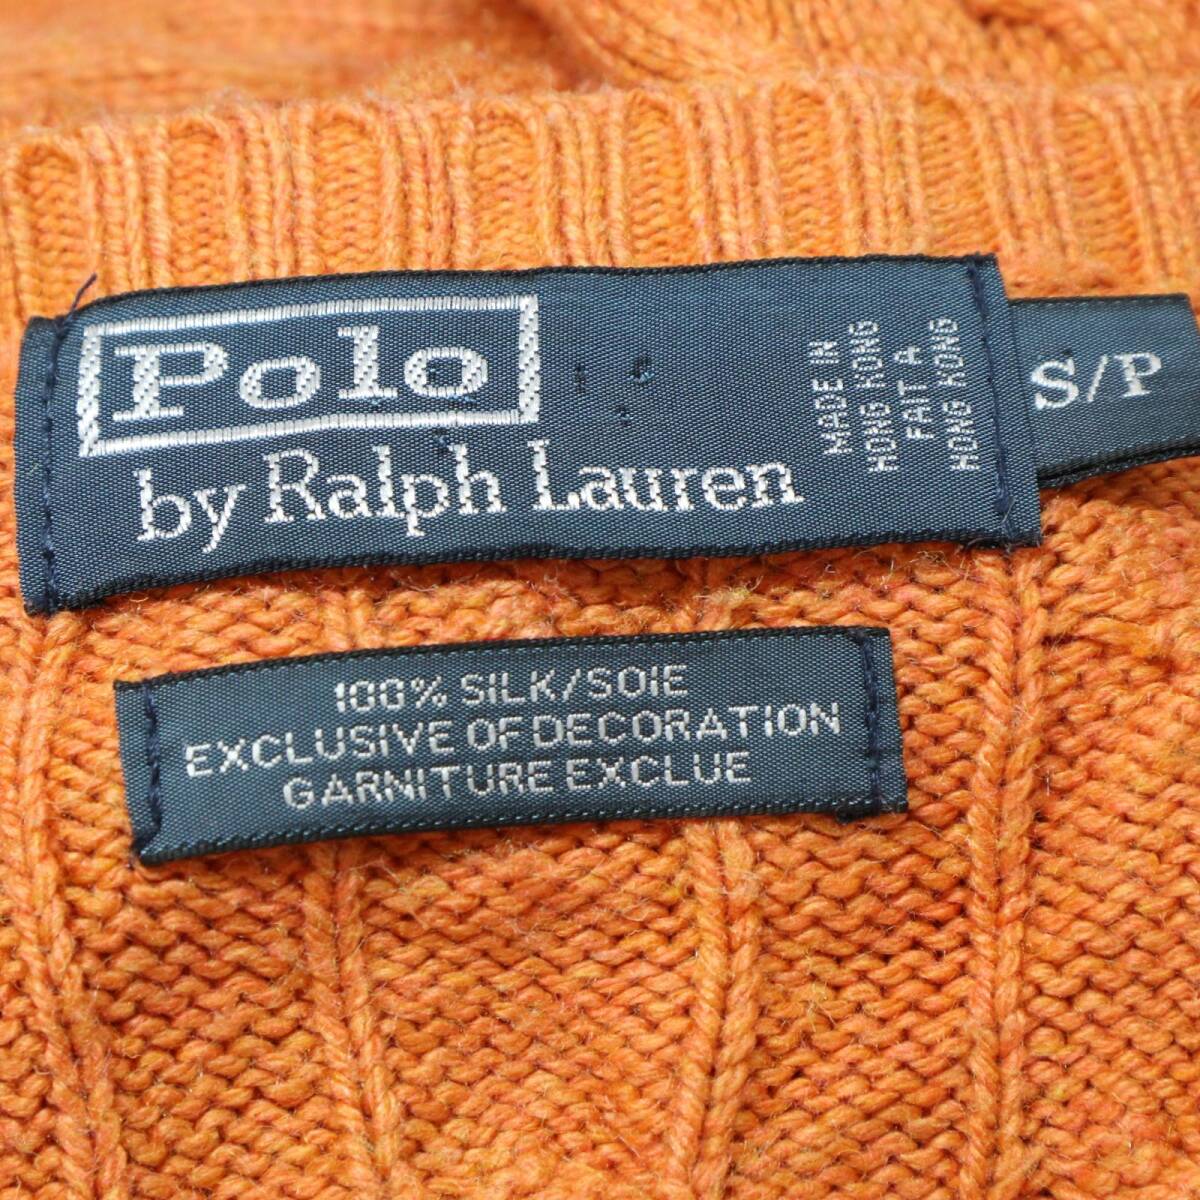 Polo
by Ralph Lauren
MADE IN
HONG KONG
FAIT A
HONG KONG
S/P
100% SILK/SOIE
EXCLUSIVE OF DECORATION
GARNITURE EXCLUE